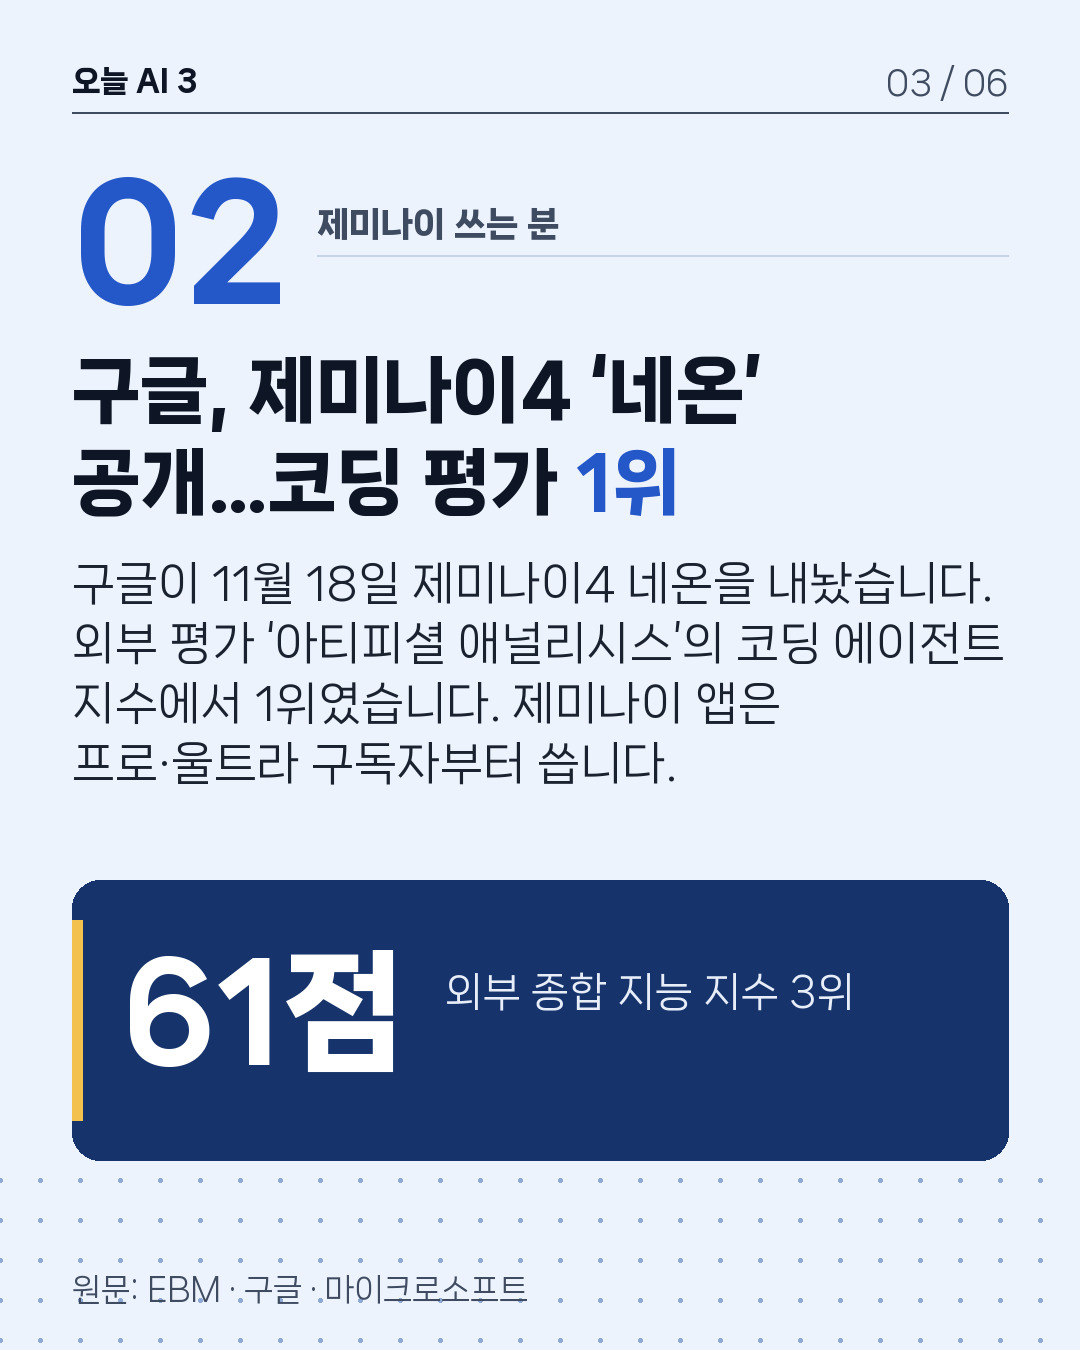 오늘 AI 3
03 / 06
02
제미나이 쓰는 분
구글, 제미나이4 ‘네온’
공개...코딩 평가 1위
구글이 11월 18일 제미나이4 네온을 내놨습니다.
외부 평가 ‘아티피셜 애널리시스’의 코딩 에이전트
지수에서 1위였습니다. 제미나이 앱은
프로·울트라 구독자부터 씁니다.
61점
외부 종합 지능 지수 3위
원문: EBM · 구글 · 마이크로소프트